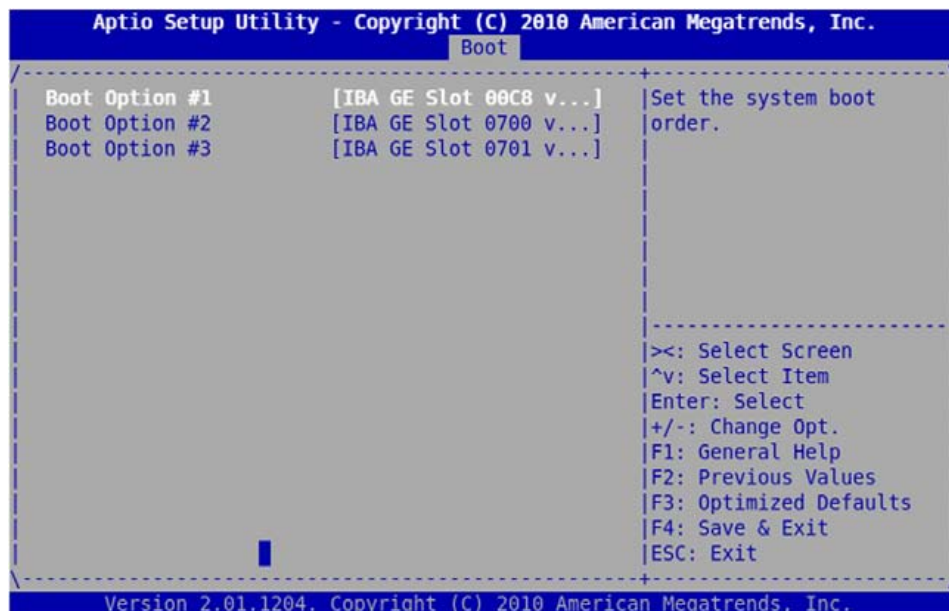 Aptio Setup Utility - Copyright (C) 2010 American Megatrends, Inc.
Boot
Boot Option #1 [IBA GE Slot 00C8 v...]
Boot Option #2 [IBA GE Slot 0700 v...]
Boot Option #3 [IBA GE Slot 0701 v...]
Set the system boot
order.
><: Select Screen
^v: Select Item
Enter: Select
+/-: Change Opt.
F1: General Help
F2: Previous Values
F3: Optimized Defaults
F4: Save & Exit
ESC: Exit
Version 2.01.1204. Copyright (C) 2010 American Megatrends, Inc.